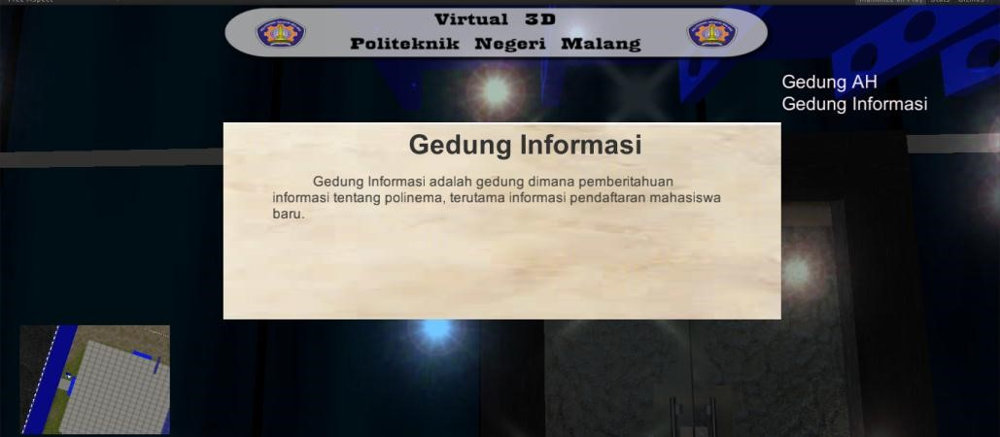 Free Aspect
Maximize on Play Stats Gizmos
Virtual 3D
Politeknik Negeri Malang
Gedung AH
Gedung Informasi
Gedung Informasi
Gedung Informasi adalah gedung dimana pemberitahuan
informasi tentang polinema, terutama informasi pendaftaran mahasiswa
baru.